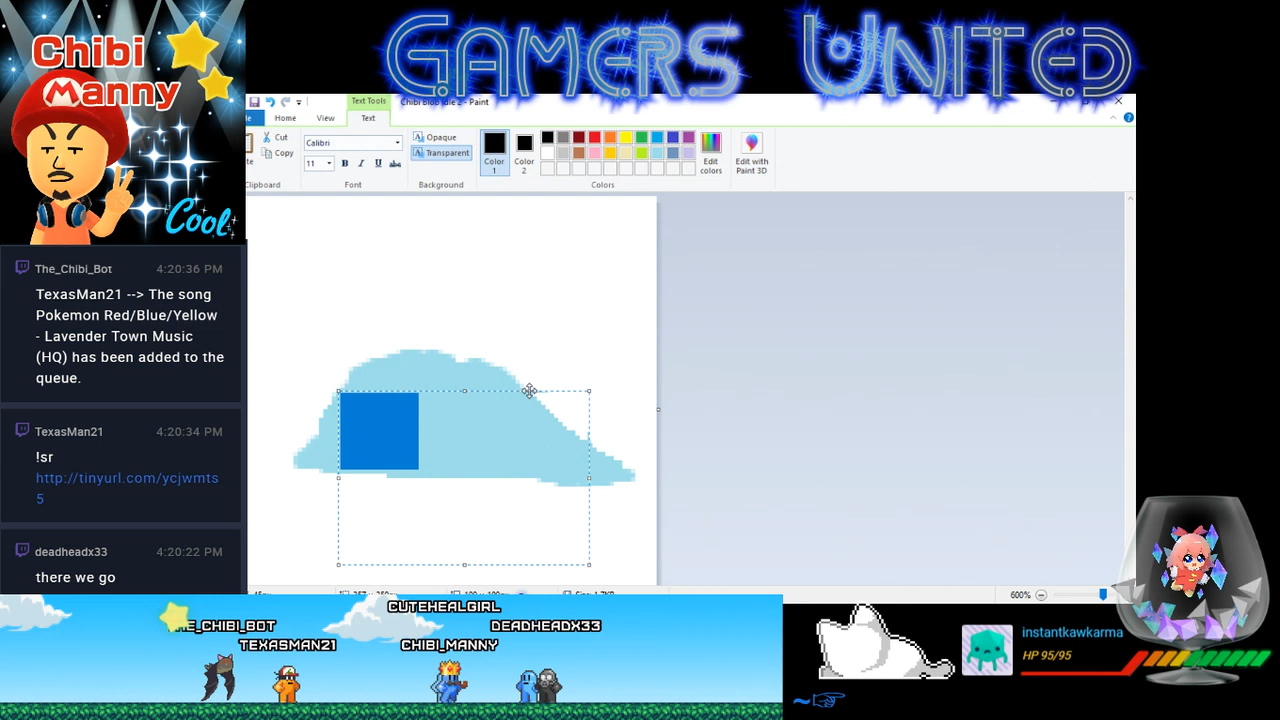 Gamers United
Chibi
Manny
Cool
Text Tools
Chibi Blob Idle 2 - Paint
Home
View
Text
Cut
Copy
Calibri
11
B
I
U
abc
Clipboard
Font
Opaque
Transparent
Background
Color
1
Color
2
Edit
colors
Colors
Edit with
Paint 3D
The_Chibi_Bot
4:20:36 PM
TexasMan21 --> The song
Pokemon Red/Blue/Yellow
- Lavender Town Music
(HQ) has been added to the
queue.
TexasMan21
4:20:34 PM
!sr
http://tinyurl.com/ycjwmts
5
deadheadx33
4:20:22 PM
there we go
600%
CUTEHEALGIRL
E_CHIBI_BOT
DEADHEADX33
TEXASMAN21
CHIBI_MANNY
instantkawkarma
HP 95/95